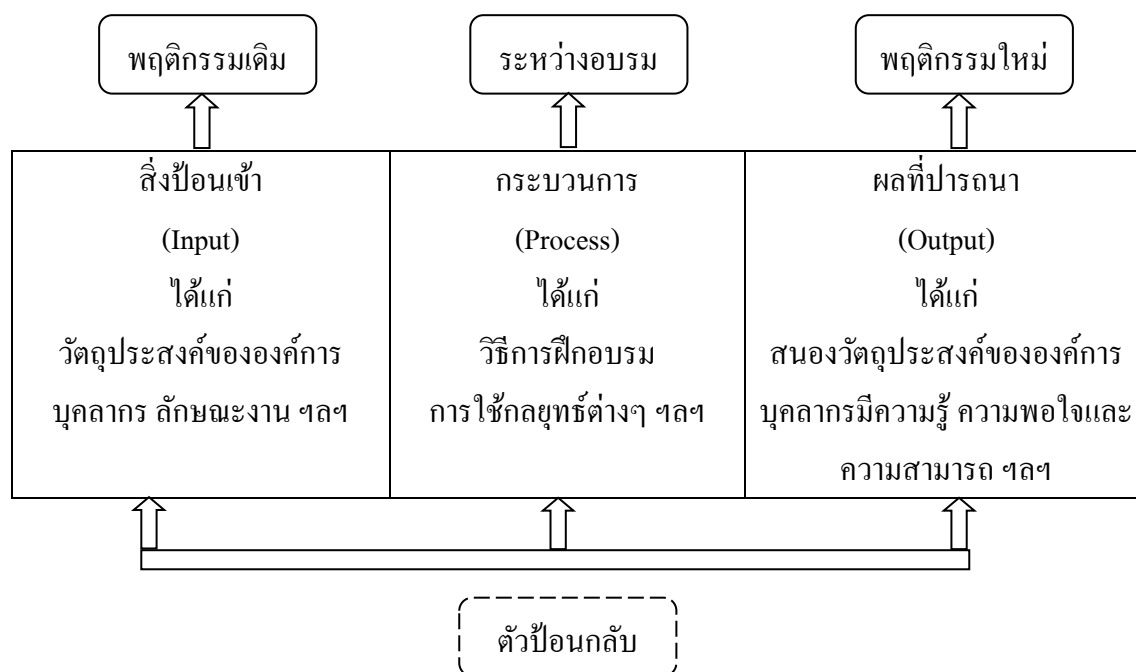 พฤติกรรมเดิม
ระหว่างอบรม
พฤติกรรมใหม่
สิ่งป้อนเข้า
(Input)
ได้แก่
วัตถุประสงค์ขององค์การ
บุคลากร ลักษณะงาน ฯลฯ
กระบวนการ
(Process)
ได้แก่
วิธีการฝึกอบรม
การใช้กลยุทธ์ต่างๆ ฯลฯ
ผลที่ปารถนา
(Output)
ได้แก่
สนองวัตถุประสงค์ขององค์การ
บุคลากรมีความรู้ ความพอใจและ
ความสามารถ ฯลฯ
ตัวป้อนกลับ